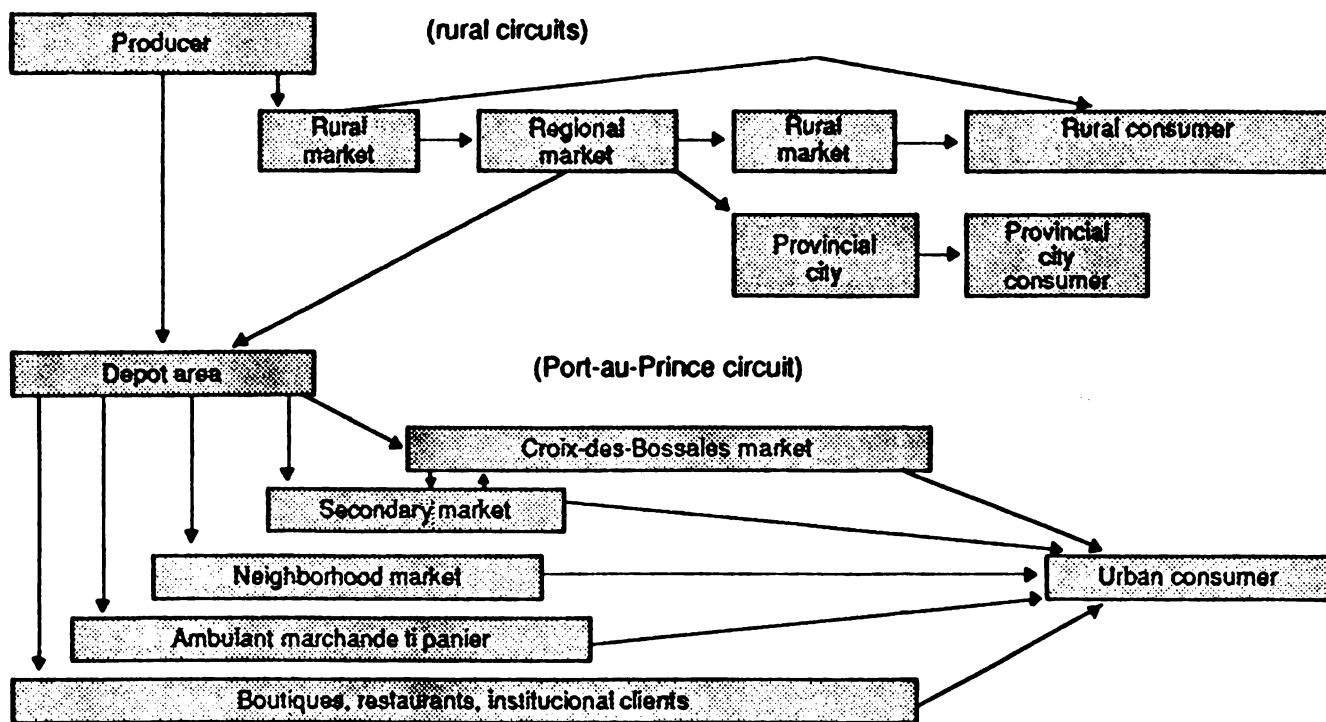 Producer
(rural circuits)
Rural
market
Regional
market
Rural
market
Rural consumer
Provincial
city
Provincial
city
consumer
Depot area
(Port-au-Prince circuit)
Croix-des-Bossales market
Secondary market
Neighborhood market
Urban consumer
Ambulant marchande ti panier
Boutiques, restaurants, institucional clients